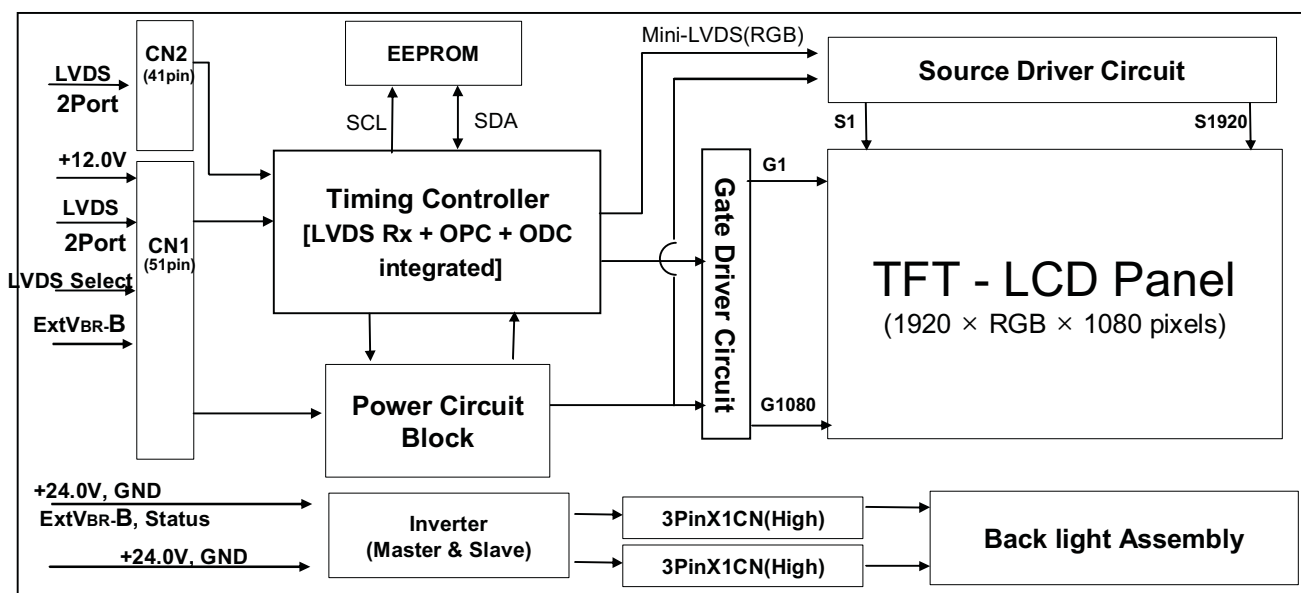 CN2
(41pin)
LVDS
2Port
EEPROM
SCL
SDA
Mini-LVDS(RGB)
Source Driver Circuit
S1
S1920
+12.0V
LVDS
2Port
CN1
(51pin)
LVDS Select
ExtVBR-B
Timing Controller
[LVDS Rx + OPC + ODC
integrated]
Power Circuit
Block
Gate Driver Circuit
G1
G1080
TFT - LCD Panel
(1920 × RGB × 1080 pixels)
+24.0V, GND
ExtVBR-B, Status
+24.0V, GND
Inverter
(Master & Slave)
3PinX1CN(High)
3PinX1CN(High)
Back light Assembly